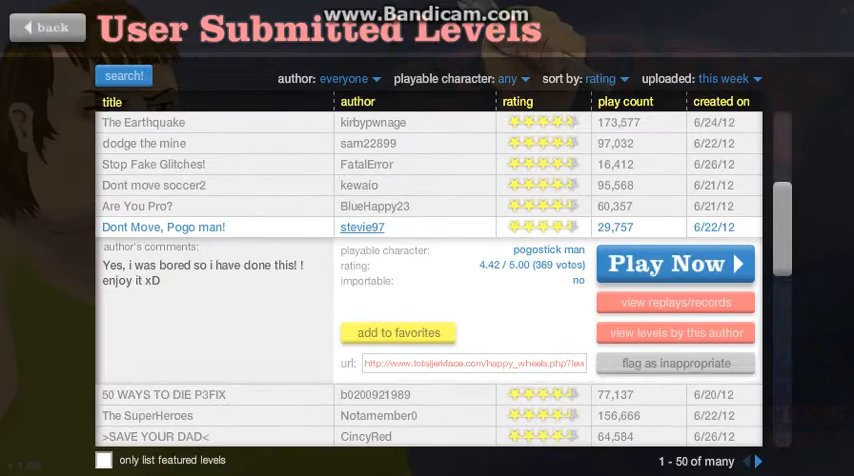 www.Bandicam.com
back
User Submitted Levels
search!
author: everyone playable character: any sort by: rating uploaded: this week
title author rating play count created on
The Earthquake kirbypwnage 173,577 6/24/12
dodge the mine sam22899 97,032 6/22/12
Stop Fake Glitches! FatalError 16,412 6/26/12
Dont move soccer2 kewaio 95,568 6/21/12
Are You Pro? BlueHappy23 60,357 6/21/12
Dont Move, Pogo man! stevie97 29,757 6/22/12
author's comments:
Yes, i was bored so i have done this! !
enjoy it xD
playable character: pogostick man
rating: 4.42 / 5.00 (369 votes)
importable: no
Play Now
view replays/records
add to favorites
view levels by this author
url: http://www.totaljerkface.com/happy_wheels.php?lev
flag as inappropriate
50 WAYS TO DIE P3FIX b0200921989 77,137 6/20/12
The SuperHeroes Notamember0 156,666 6/22/12
>SAVE YOUR DAD< CincyRed 64,584 6/26/12
only list featured levels
1 - 50 of many